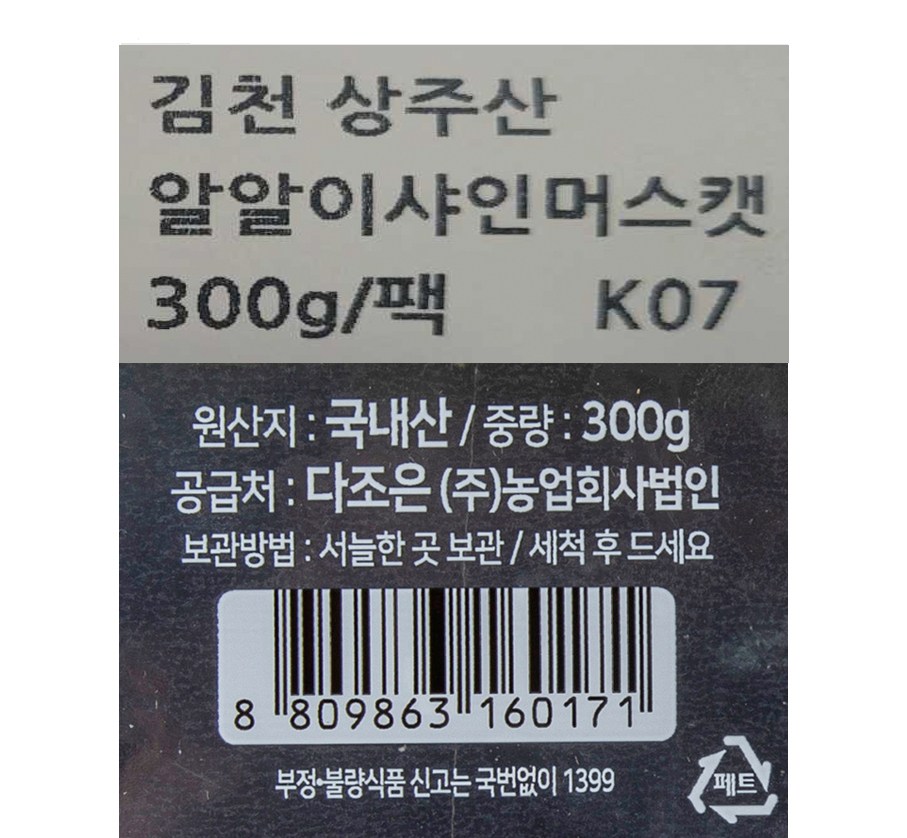 김천 상주산
알알이샤인머스캣
300g/팩 K07
원산지 : 국내산 / 중량 : 300g
공급처 : 다조은 (주)농업회사법인
보관방법 : 서늘한 곳 보관 / 세척 후 드세요
8 809863 160171
부정•불량식품 신고는 국번없이 1399
페트